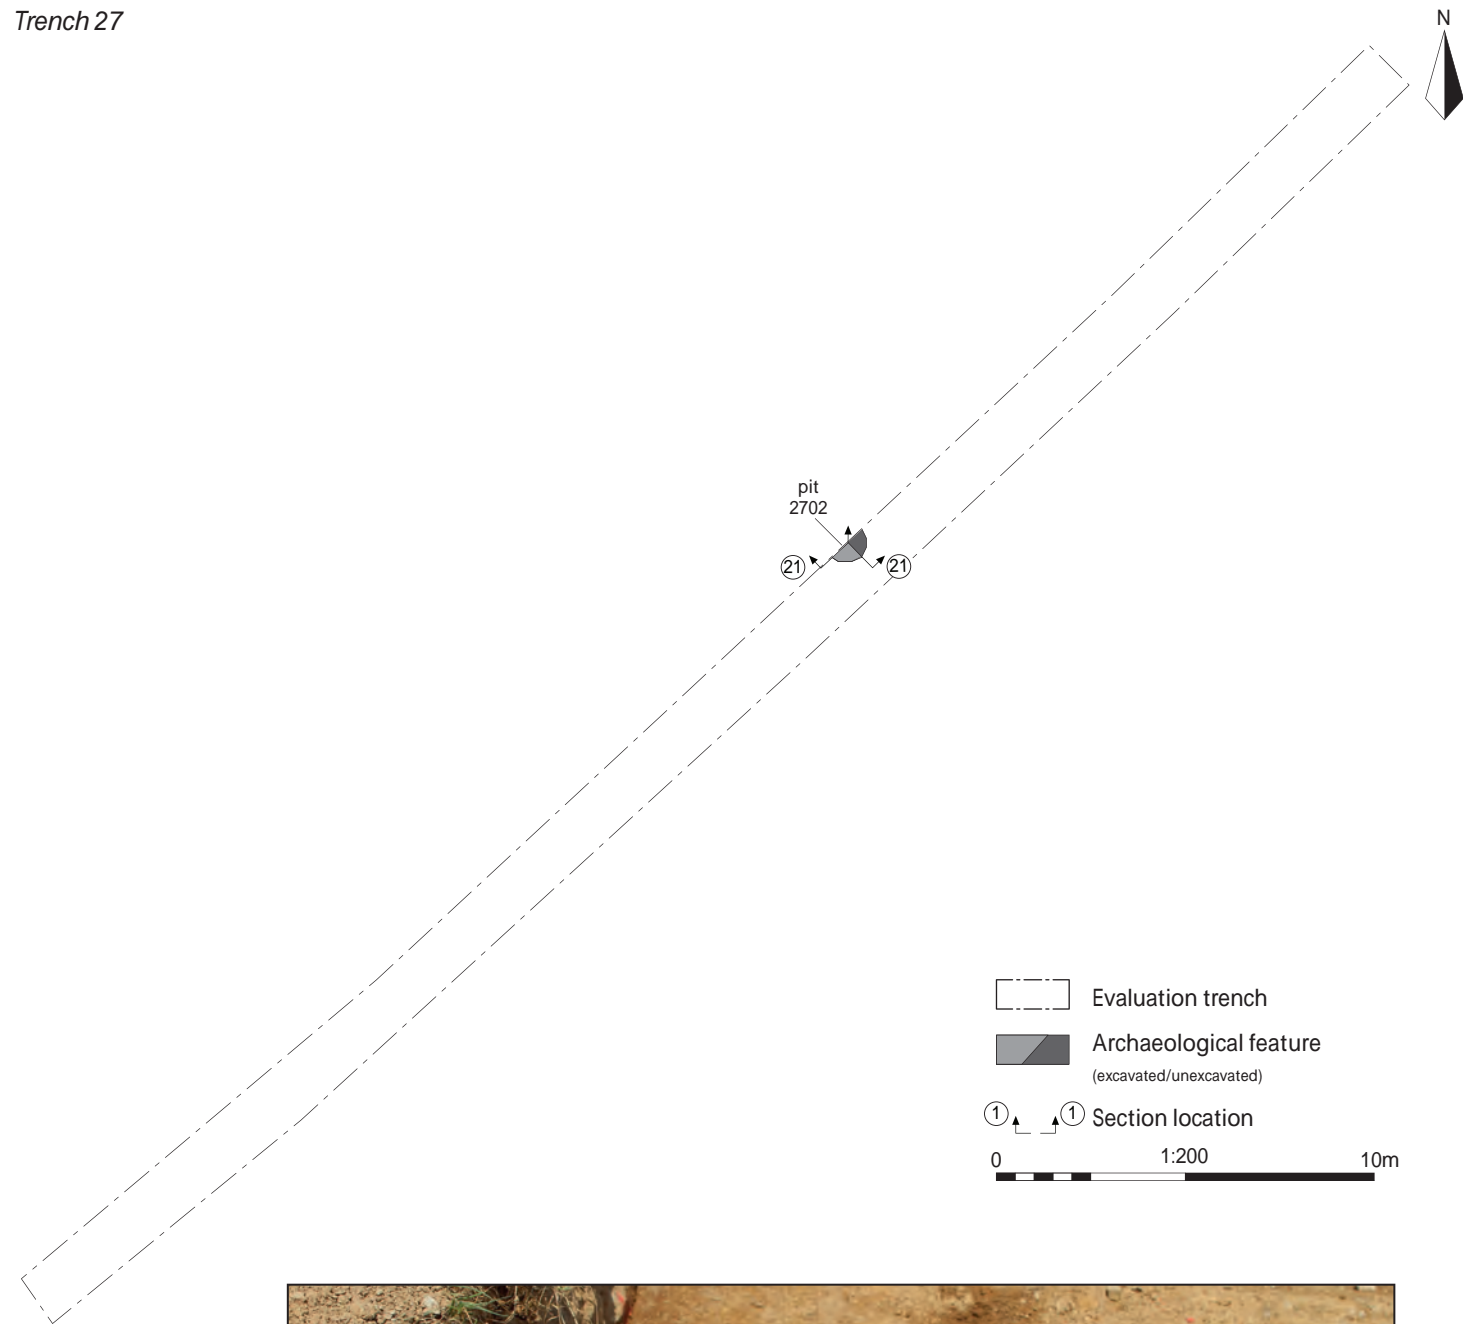 Trench 27
N
pit
2702
21
21
Evaluation trench
Archaeological feature
(excavated/unexcavated)
1 1 Section location
0 1:200 10m